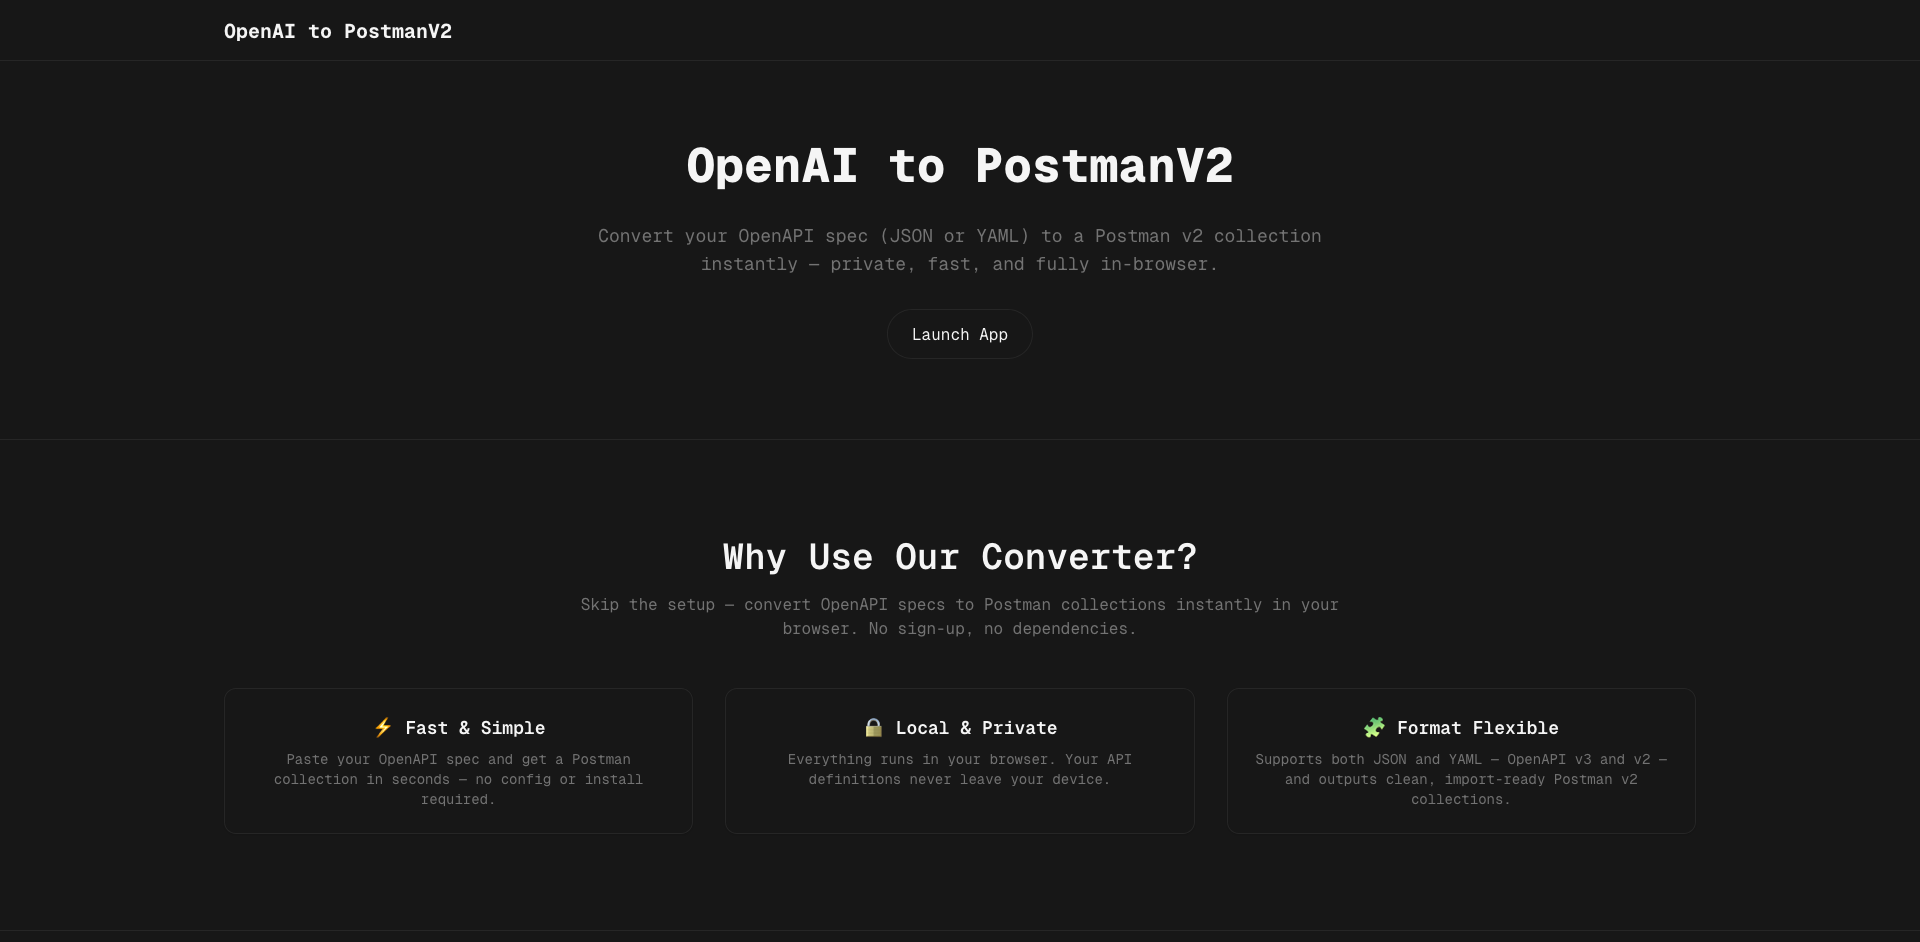 OpenAI to PostmanV2
OpenAI to PostmanV2
Convert your OpenAPI spec (JSON or YAML) to a Postman v2 collection
instantly — private, fast, and fully in-browser.
Launch App
Why Use Our Converter?
Skip the setup — convert OpenAPI specs to Postman collections instantly in your
browser. No sign-up, no dependencies.
⚡ Fast & Simple
Paste your OpenAPI spec and get a Postman
collection in seconds — no config or install
required.
🔒 Local & Private
Everything runs in your browser. Your API
definitions never leave your device.
🧩 Format Flexible
Supports both JSON and YAML — OpenAPI v3 and v2 —
and outputs clean, import-ready Postman v2
collections.